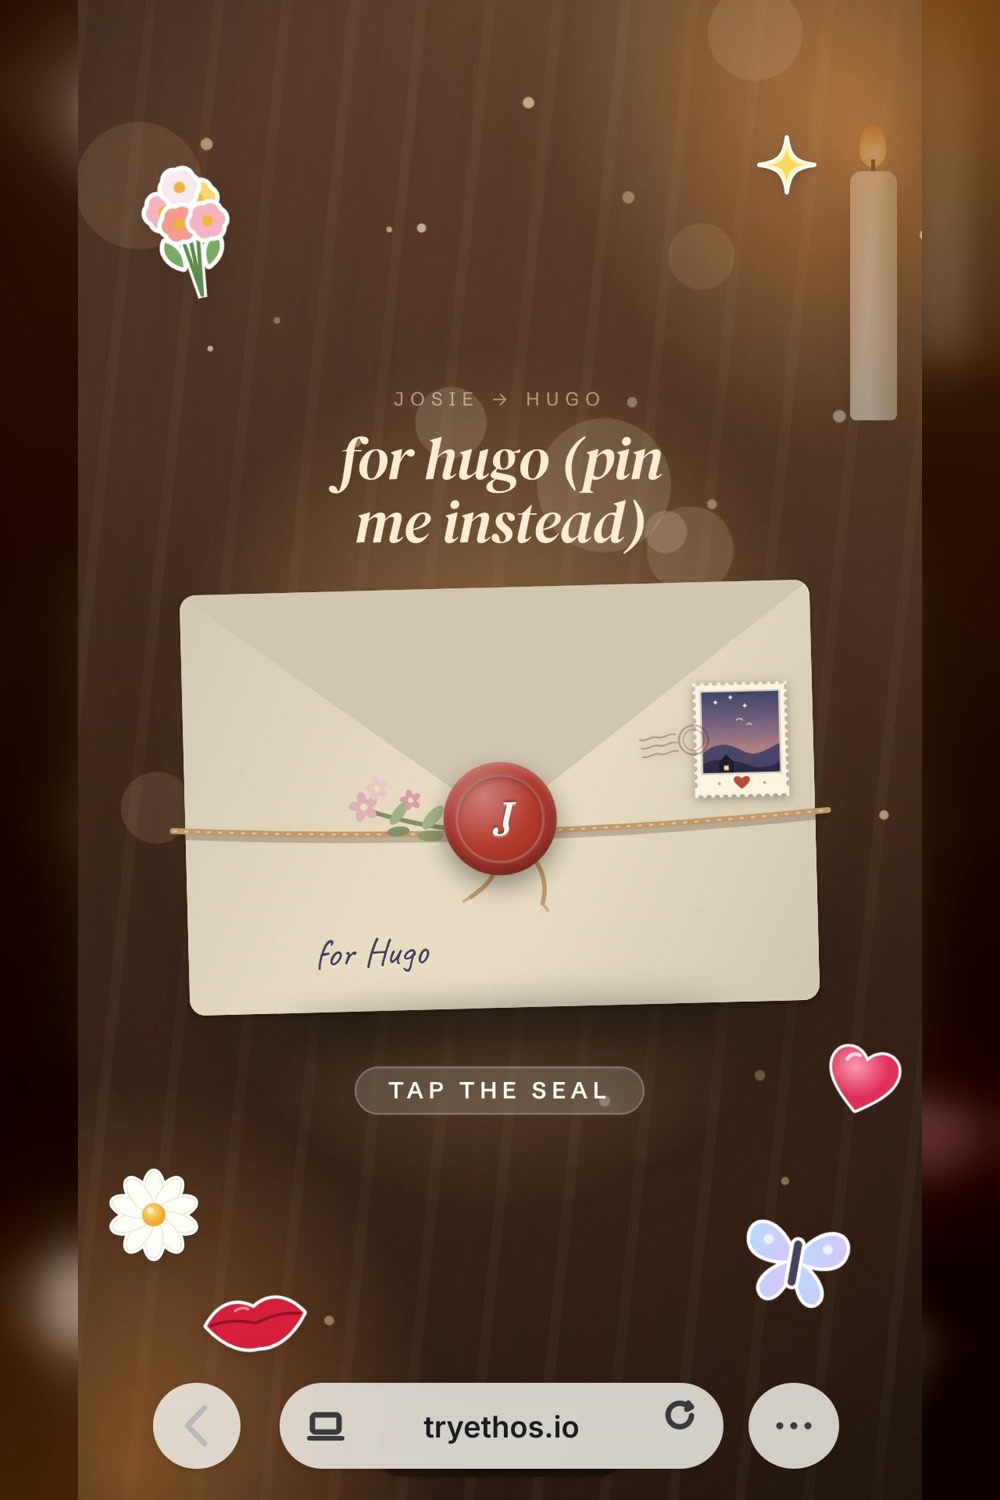 JOSIE → HUGO
for hugo (pin
me instead)
J
for Hugo
TAP THE SEAL
tryethos.io